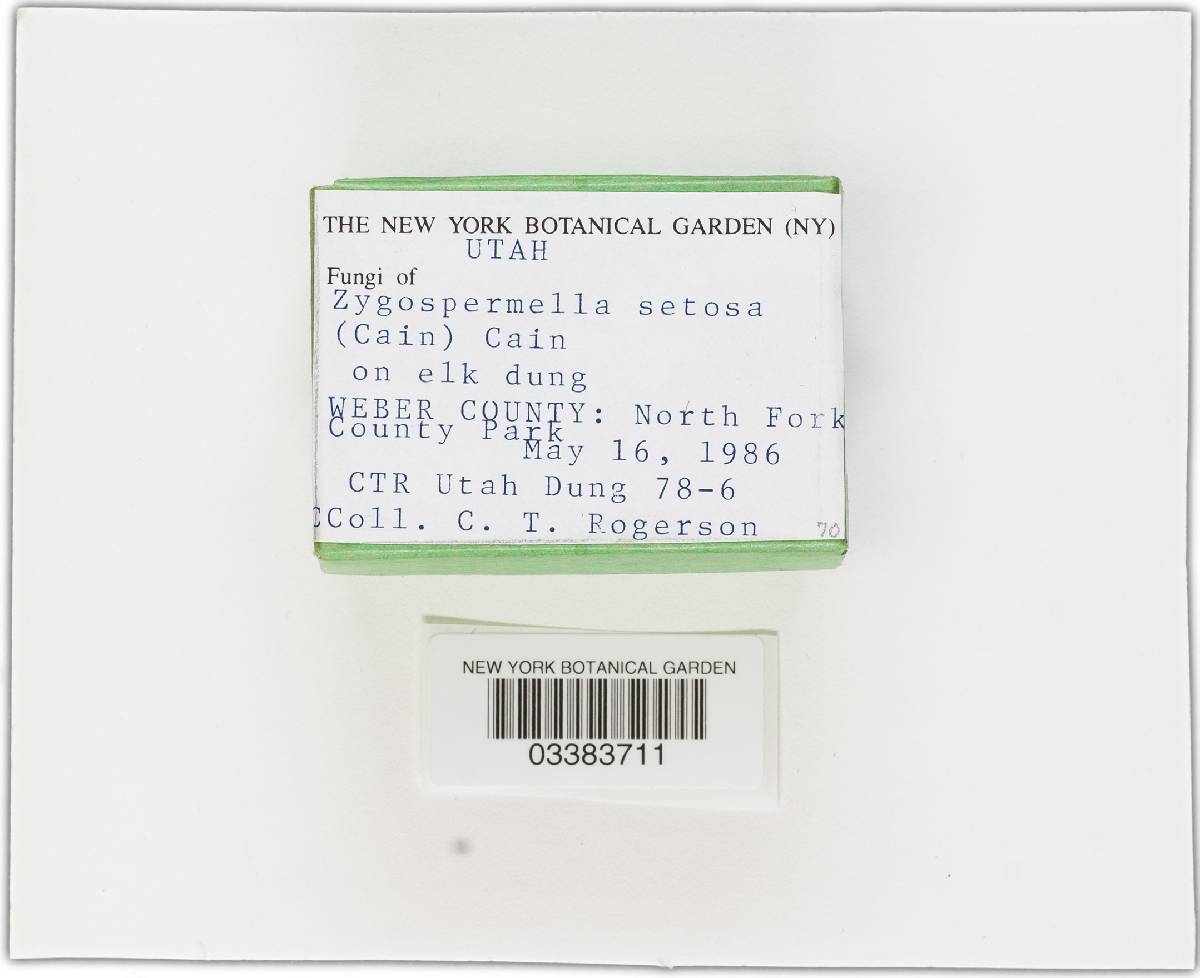 THE NEW YORK BOTANICAL GARDEN (NY)
UTAH
Fungi of
Zygospermella setosa
(Cain) Cain
on elk dung
WEBER COUNTY: North Fork
County Park
May 16, 1986
CTR Utah Dung 78-6
CColl. C. T. Rogerson
70
NEW YORK BOTANICAL GARDEN
03383711